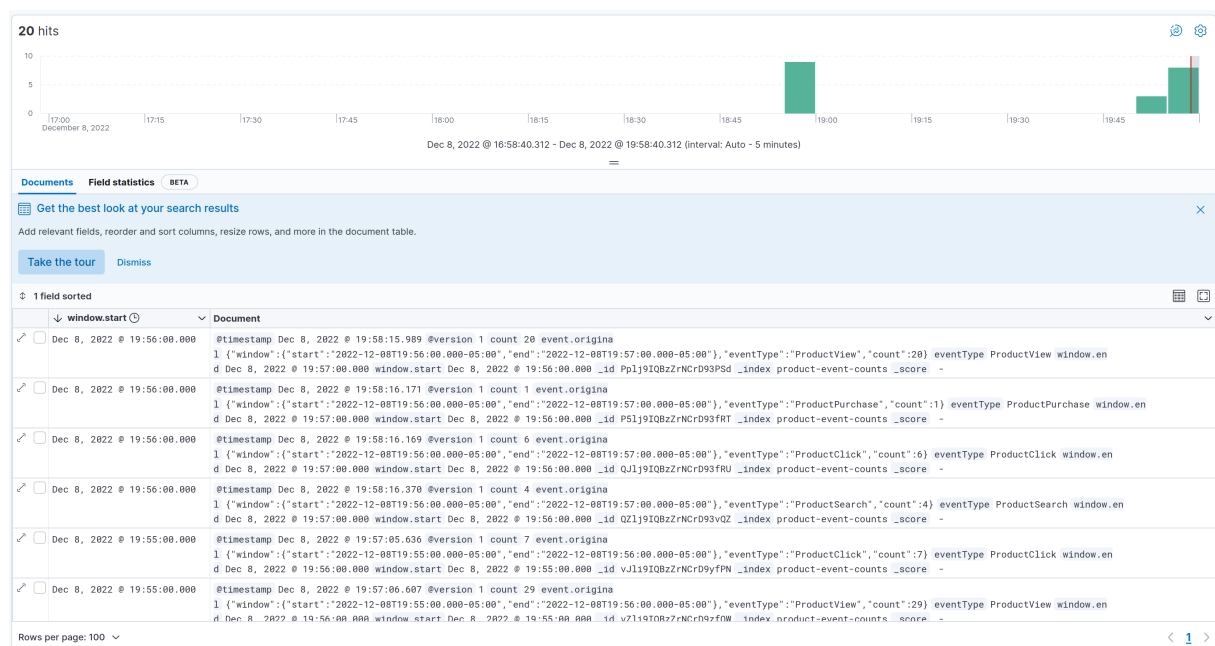 20 hits
10
5
0
17:00
17:15
17:30
17:45
18:00
18:15
18:30
18:45
19:00
19:15
19:30
19:45
December 8, 2022
Dec 8, 2022 @ 16:58:40.312 - Dec 8, 2022 @ 19:58:40.312 (interval: Auto - 5 minutes)
Documents Field statistics BETA
Get the best look at your search results
Add relevant fields, reorder and sort columns, resize rows, and more in the document table.
Take the tour Dismiss
1 field sorted
window.start Document
Dec 8, 2022 @ 19:56:00.000 @timestamp Dec 8, 2022 @ 19:58:15.989 @version 1 count 20 event.origina
l {"window":{"start":"2022-12-08T19:56:00.000-05:00","end":"2022-12-08T19:57:00.000-05:00"},"eventType":"ProductView","count":20} eventType ProductView window.en
d Dec 8, 2022 @ 19:57:00.000 window.start Dec 8, 2022 @ 19:56:00.000 _id Pplj9IQBzZrNCrD93PSd _index product-event-counts _score -
Dec 8, 2022 @ 19:56:00.000 @timestamp Dec 8, 2022 @ 19:58:16.171 @version 1 count 1 event.origina
l {"window":{"start":"2022-12-08T19:56:00.000-05:00","end":"2022-12-08T19:57:00.000-05:00"},"eventType":"ProductPurchase","count":1} eventType ProductPurchase window.en
d Dec 8, 2022 @ 19:57:00.000 window.start Dec 8, 2022 @ 19:56:00.000 _id P5lj9IQBzZrNCrD93fRT _index product-event-counts _score -
Dec 8, 2022 @ 19:56:00.000 @timestamp Dec 8, 2022 @ 19:58:16.169 @version 1 count 6 event.origina
l {"window":{"start":"2022-12-08T19:56:00.000-05:00","end":"2022-12-08T19:57:00.000-05:00"},"eventType":"ProductClick","count":6} eventType ProductClick window.en
d Dec 8, 2022 @ 19:57:00.000 window.start Dec 8, 2022 @ 19:56:00.000 _id QJlj9IQBzZrNCrD93fRU _index product-event-counts _score -
Dec 8, 2022 @ 19:56:00.000 @timestamp Dec 8, 2022 @ 19:58:16.370 @version 1 count 4 event.origina
l {"window":{"start":"2022-12-08T19:56:00.000-05:00","end":"2022-12-08T19:57:00.000-05:00"},"eventType":"ProductSearch","count":4} eventType ProductSearch window.en
d Dec 8, 2022 @ 19:57:00.000 window.start Dec 8, 2022 @ 19:56:00.000 _id QZlj9IQBzZrNCrD93vQZ _index product-event-counts _score -
Dec 8, 2022 @ 19:55:00.000 @timestamp Dec 8, 2022 @ 19:57:05.636 @version 1 count 7 event.origina
l {"window":{"start":"2022-12-08T19:55:00.000-05:00","end":"2022-12-08T19:56:00.000-05:00"},"eventType":"ProductClick","count":7} eventType ProductClick window.en
d Dec 8, 2022 @ 19:56:00.000 window.start Dec 8, 2022 @ 19:55:00.000 _id vJli9IQBzZrNCrD9yfPN _index product-event-counts _score -
Dec 8, 2022 @ 19:55:00.000 @timestamp Dec 8, 2022 @ 19:57:06.607 @version 1 count 29 event.origina
l {"window":{"start":"2022-12-08T19:55:00.000-05:00","end":"2022-12-08T19:56:00.000-05:00"},"eventType":"ProductView","count":29} eventType ProductView window.en
d Dec 8, 2022 @ 19:56:00.000 window.start Dec 8, 2022 @ 19:55:00.000 _id _index product-event-counts _score -
Rows per page: 100 1